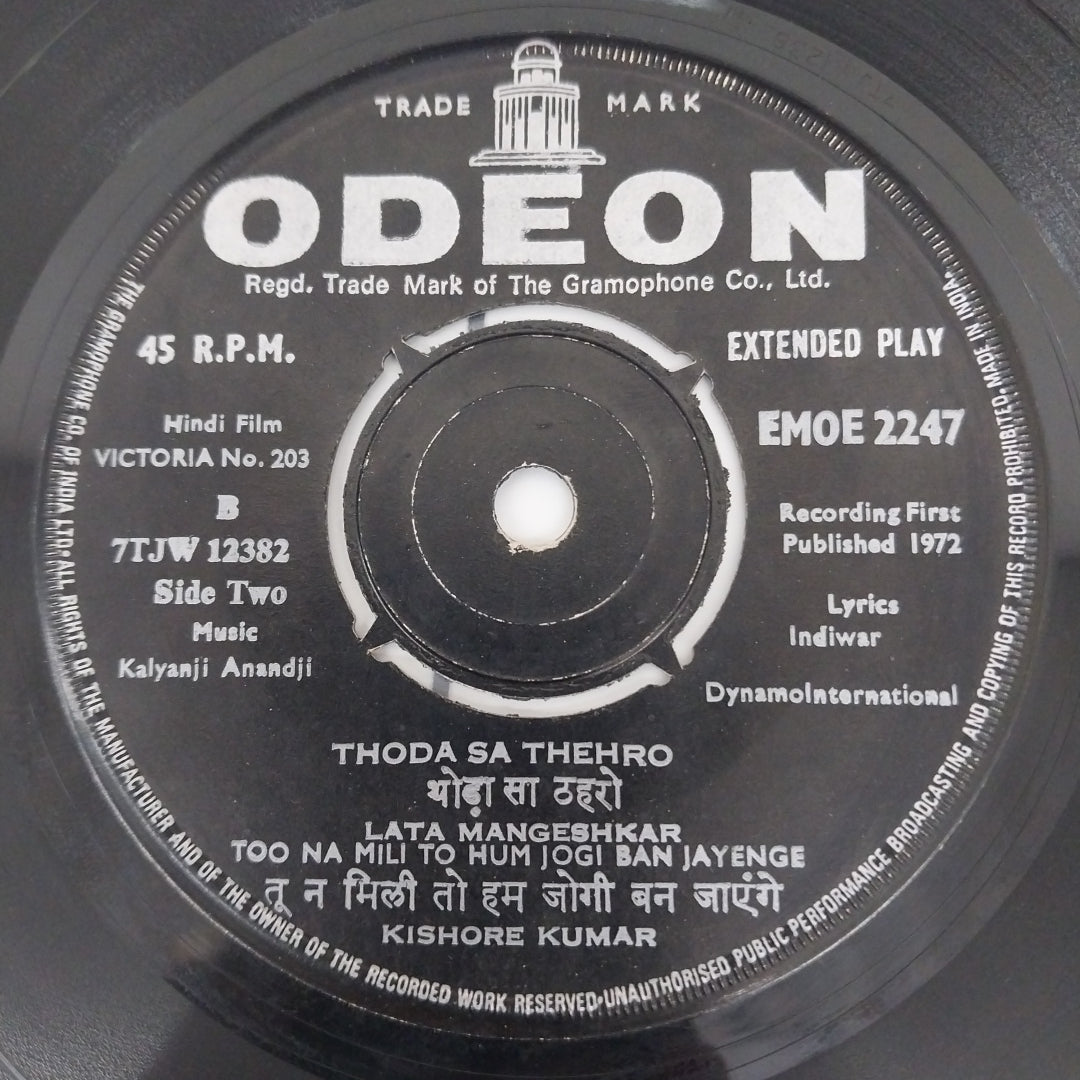 TRADE MARK
ODEON
Regd. Trade Mark of The Gramophone Co., Ltd.
45 R.P.M.
EXTENDED PLAY
Hindi Film
VICTORIA No. 203
EMOE 2247
B
7TJW 12382
Side Two
Recording First
Published 1972
Music
Kalyanji Anandji
Lyrics
Indiwar
DynamoInternational
THODA SA THEHRO
थोड़ा सा ठहरो
LATA MANGESHKAR
TOO NA MILI TO HUM JOGI BAN JAYENGE
तू न मिली तो हम जोगी बन जाएंगे
KISHORE KUMAR
THE GRAMOPHONE CO. OF INDIA LTD. ALL RIGHTS OF THE MANUFACTURER AND OF THE OWNER OF THE RECORDED WORK RESERVED·UNAUTHORISED PUBLIC PERFORMANCE BROADCASTING AND COPYING OF THIS RECORD PROHIBITED·MADE IN INDIA